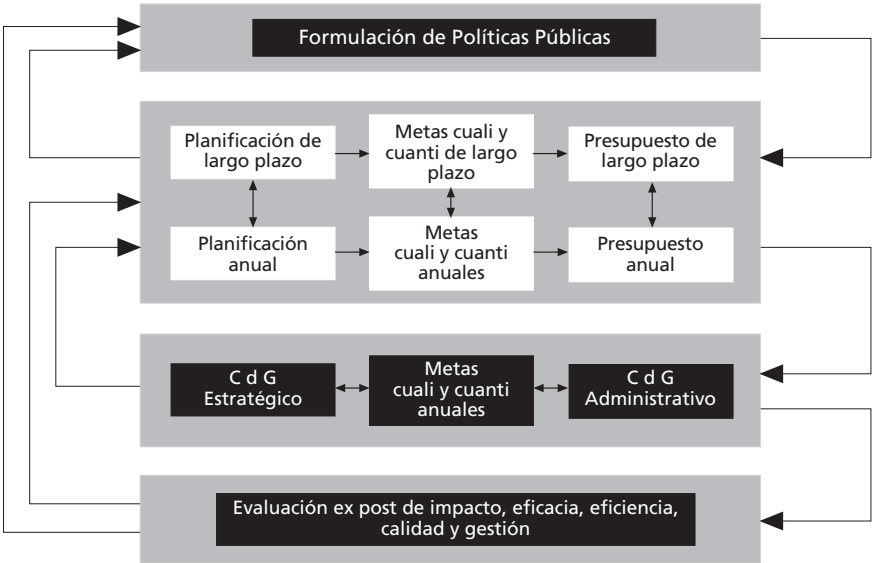 Formulación de Políticas Públicas
Planificación de
largo plazo
Metas cuali y
cuanti de largo
plazo
Presupuesto de
largo plazo
Planificación
anual
Metas
cuali y cuanti
anuales
Presupuesto
anual
C d G
Estratégico
Metas
cuali y cuanti
anuales
C d G
Administrativo
Evaluación ex post de impacto, eficacia, eficiencia,
calidad y gestión